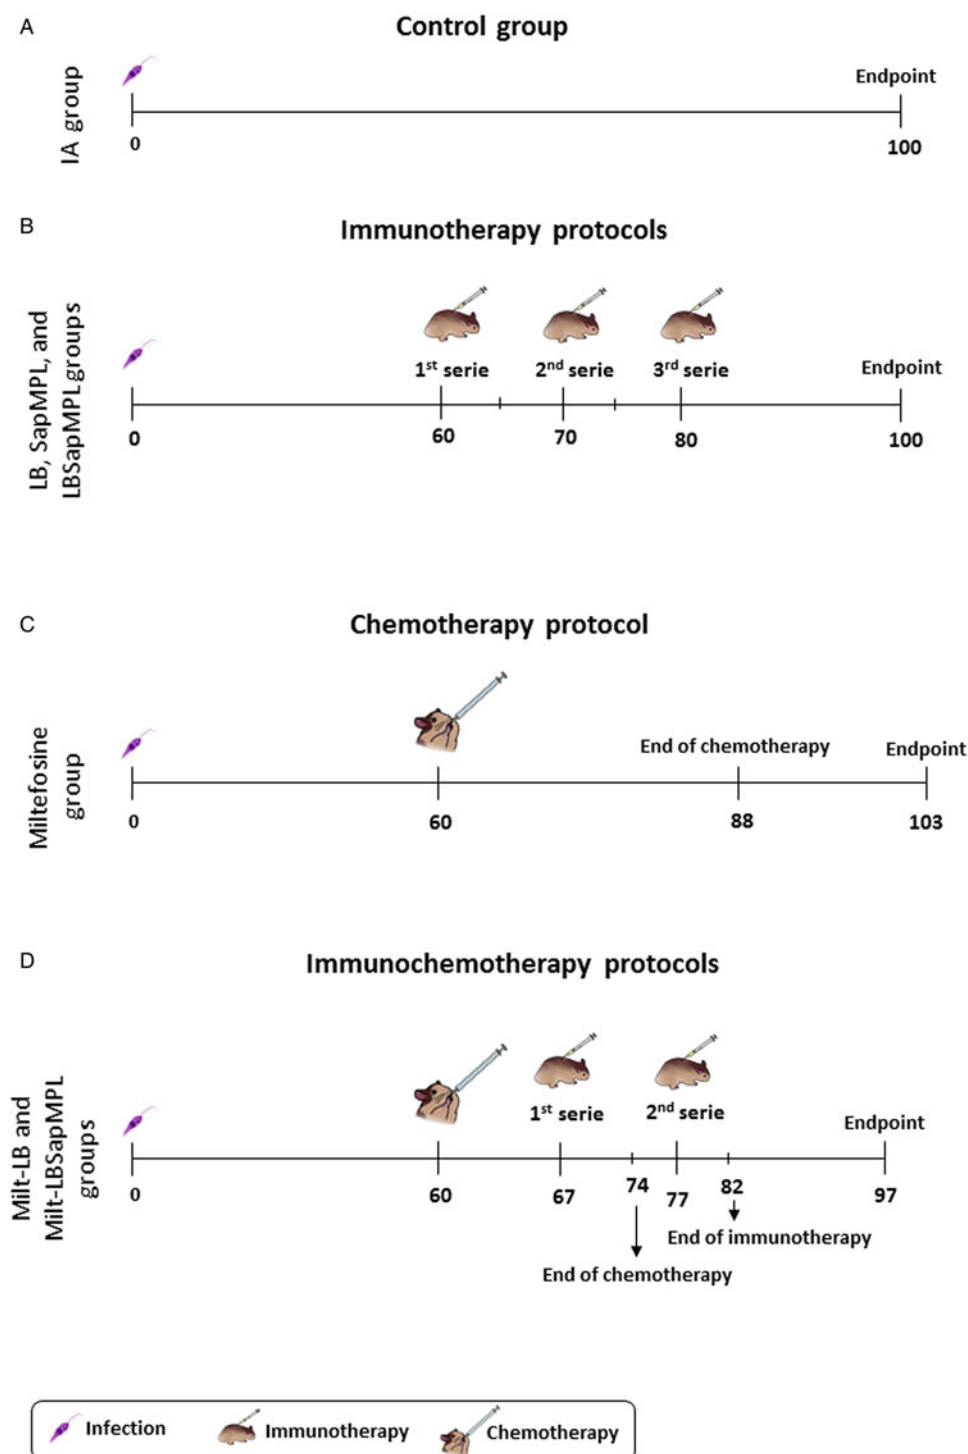 A
Control group
IA group
Endpoint
0
100
B
Immunotherapy protocols
LB, SapMPL, and
LBSapMPL groups
1st serie
2nd serie
3rd serie
Endpoint
0
60
70
80
100
C
Chemotherapy protocol
Miltefosine
group
End of chemotherapy
Endpoint
0
60
88
103
D
Immunochemotherapy protocols
Milt-LB and
Milt-LBSapMPL
groups
1st serie
2nd serie
Endpoint
0
60
67
74
77
82
97
End of immunotherapy
End of chemotherapy
Infection
Immunotherapy
Chemotherapy